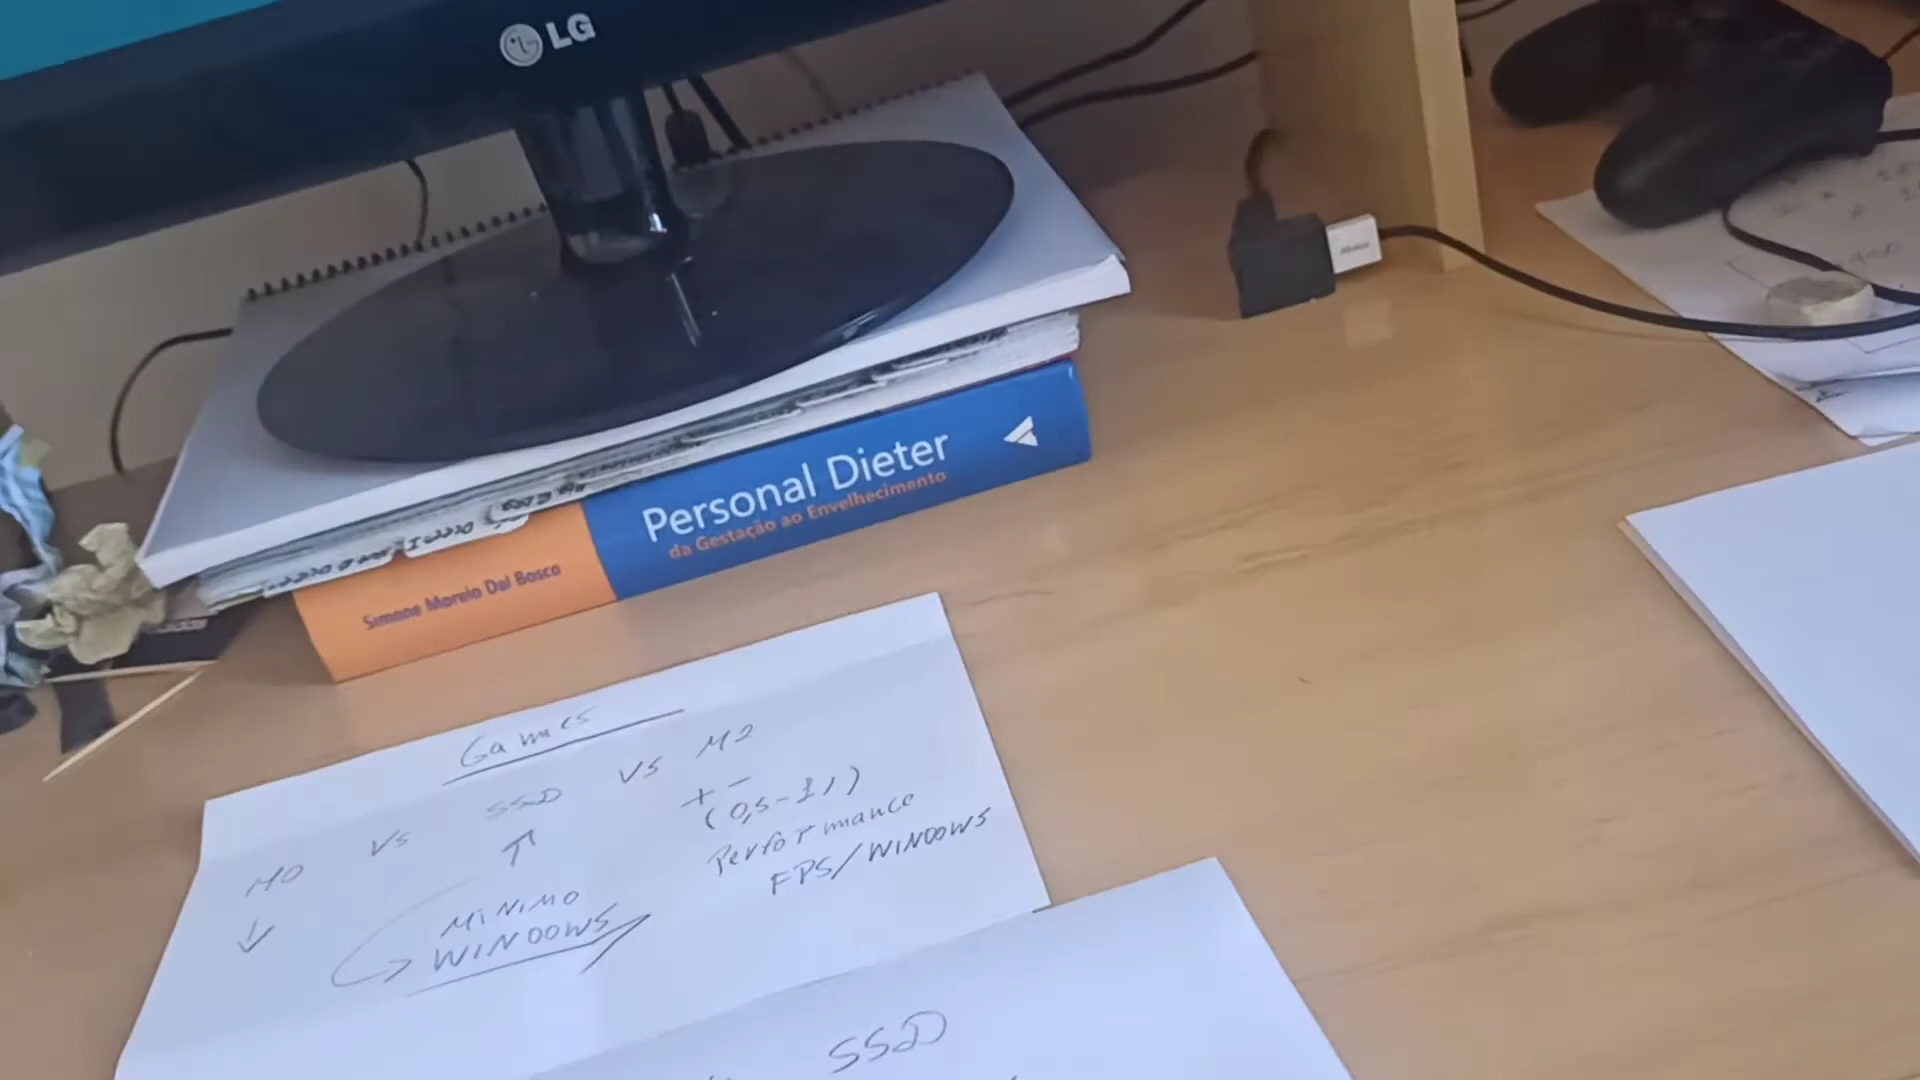 LG
Personal Dieter
da Gestação ao Envelhecimento
Simone Morelo Dal Bosco
Games
HD VS SSD VS M2
+ -
(0,5-1/)
Performance
FPS/WINDOWS
MINIMO
WINDOWS
SSD